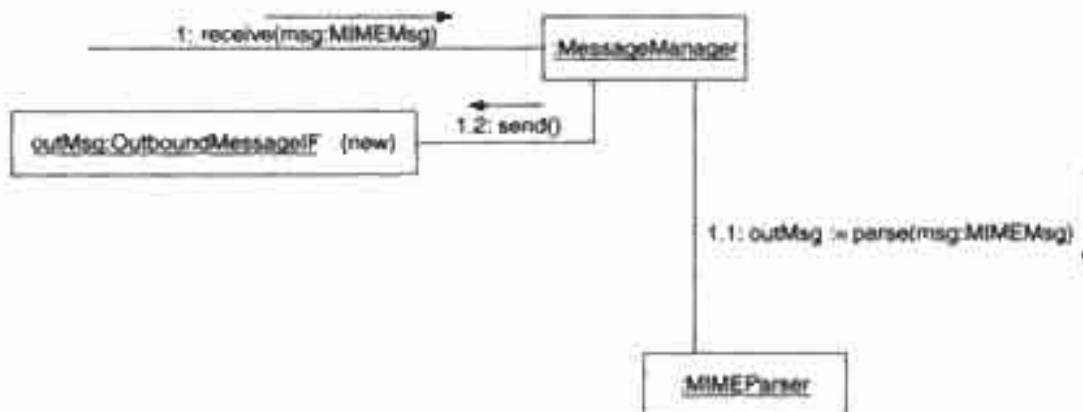 1: receive(msg:MIMEMsg)
:MessageManager
1.2: send()
outMsg:OutboundMessageIF {new}
1.1: outMsg := parse(msg:MIMEMsg)
:MIMEParser